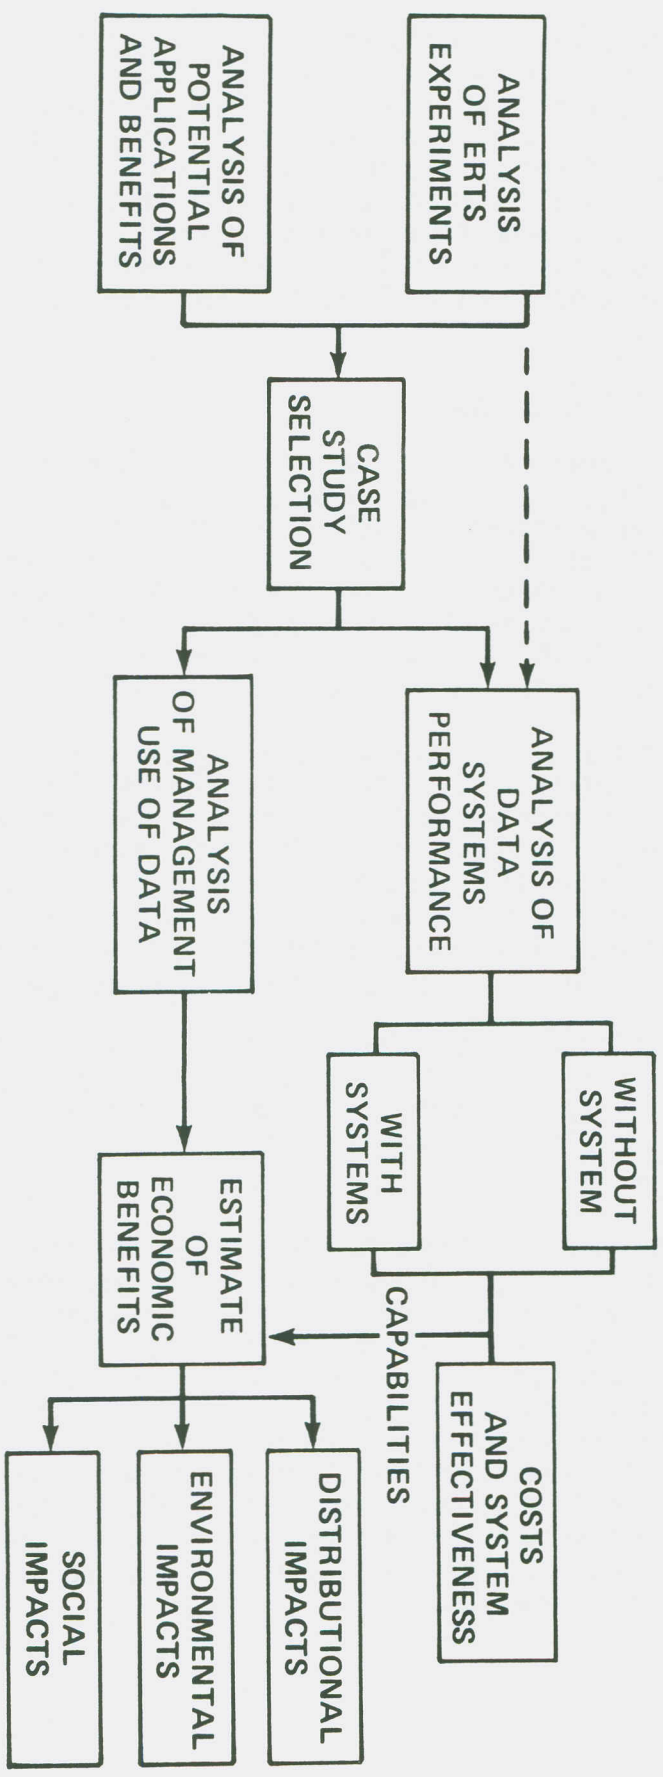 ANALYSIS
OF ERTS
EXPERIMENTS
ANALYSIS OF
POTENTIAL
APPLICATIONS
AND BENEFITS
CASE
STUDY
SELECTION
ANALYSIS OF
DATA
SYSTEMS
PERFORMANCE
ANALYSIS
OF MANAGEMENT
USE OF DATA
WITHOUT
SYSTEM
WITH
SYSTEMS
CAPABILITIES
COSTS
AND SYSTEM
EFFECTIVENESS
ESTIMATE
OF
ECONOMIC
BENEFITS
DISTRIBUTIONAL
IMPACTS
ENVIRONMENTAL
IMPACTS
SOCIAL
IMPACTS